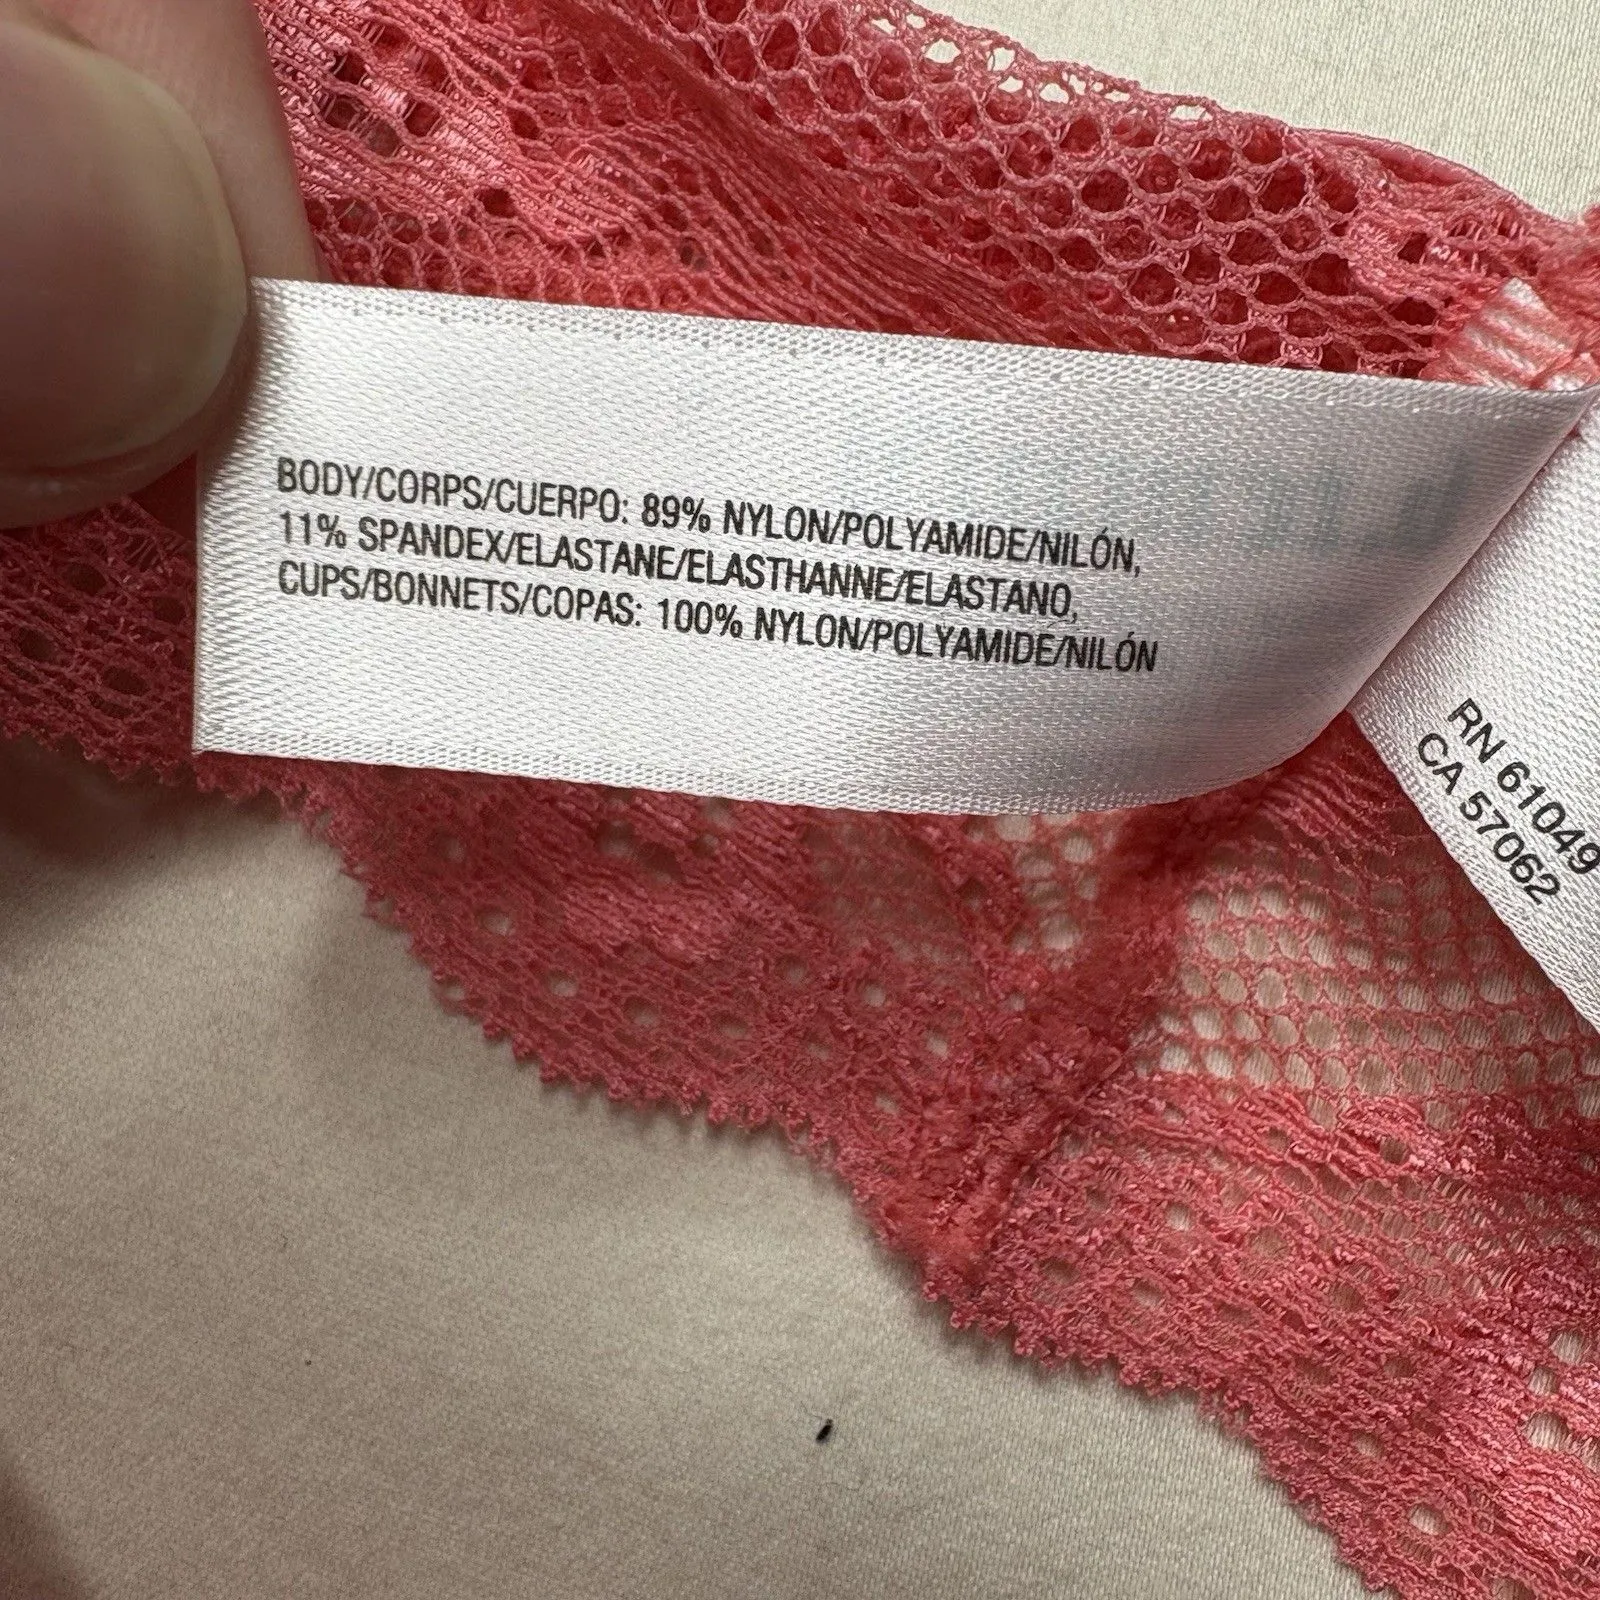 BODY/CORPS/CUERPO: 89% NYLON/POLYAMIDE/NILÓN,
11% SPANDEX/ELASTANE/ELASTHANNE/ELASTANO,
CUPS/BONNETS/COPAS: 100% NYLON/POLYAMIDE/NILÓN
RN 61049
CA 57062